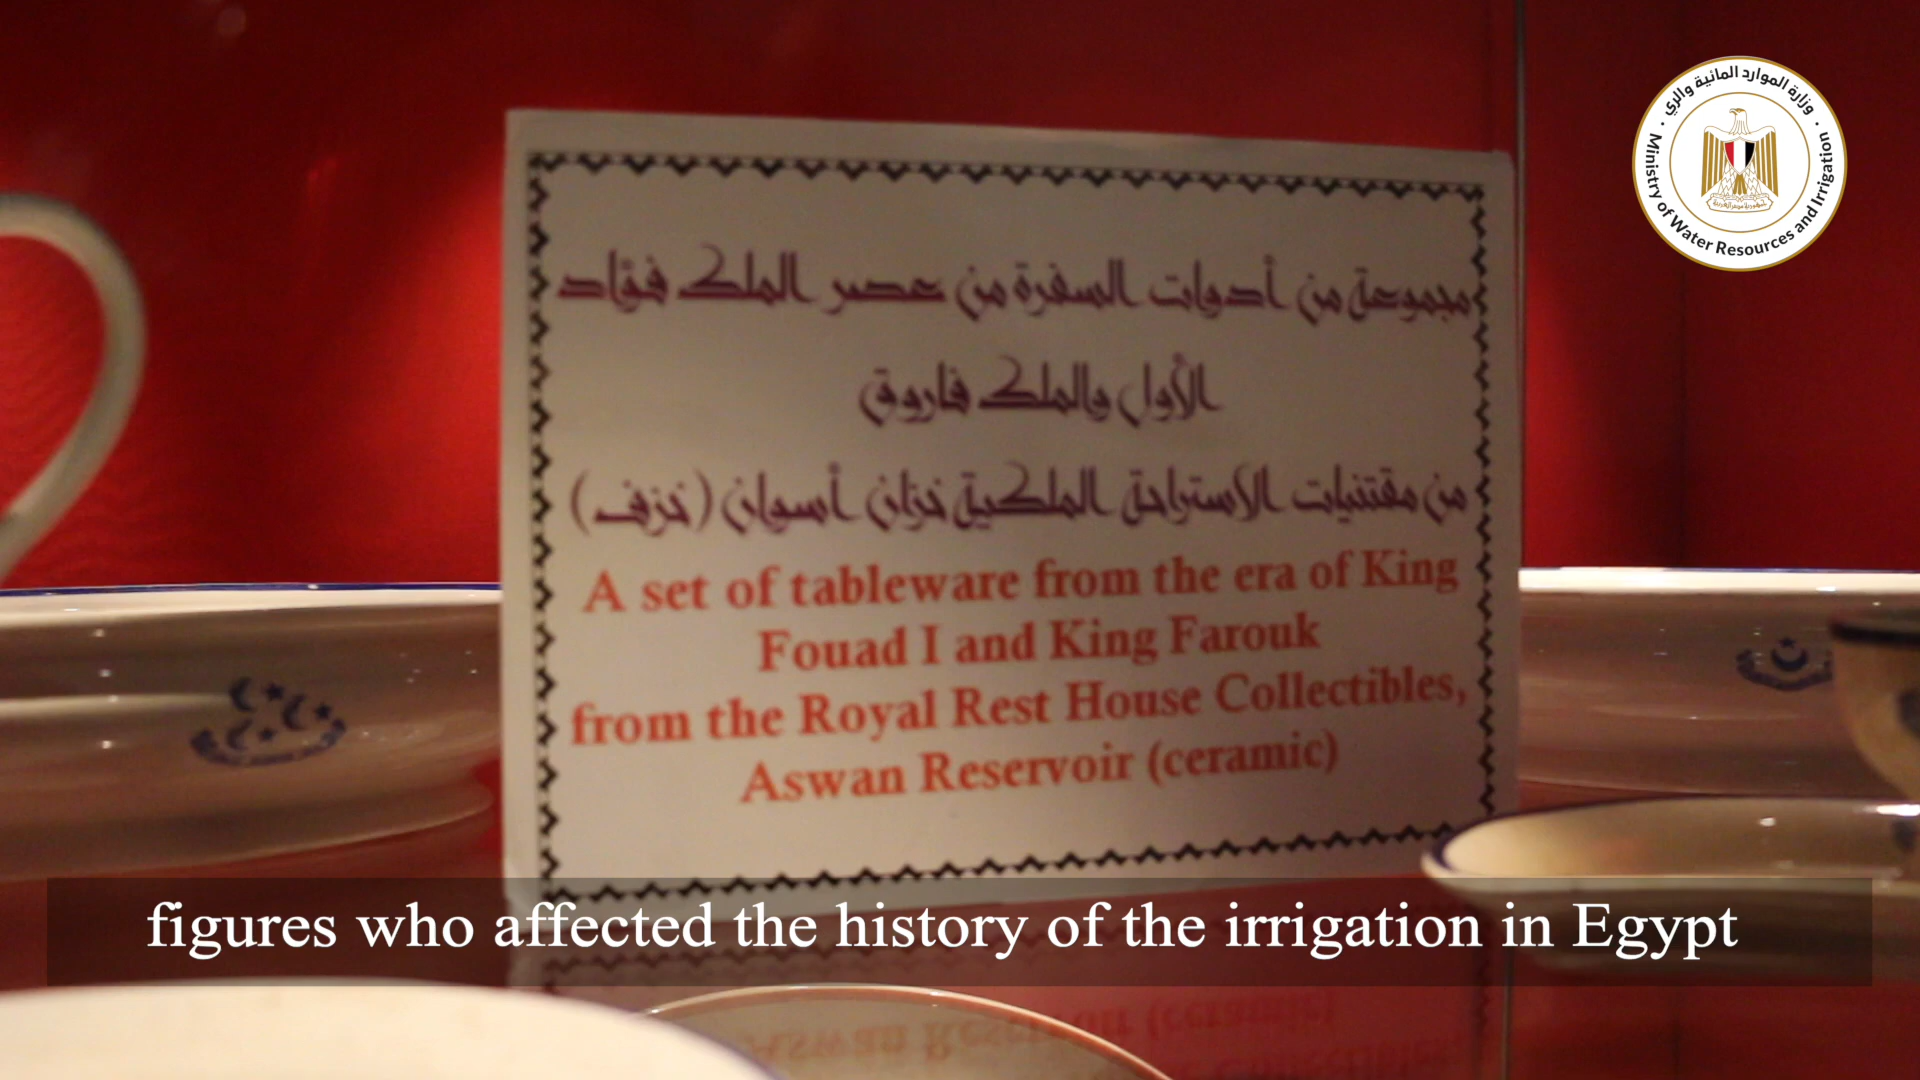 وزارة الموارد المائية والري
Ministry of Water Resources and Irrigation
مجموعة من أدوات السفرة من عصر الملك فؤاد
الأول والملك فاروق
من مقتنيات الاستراحة الملكية خزان أسوان (خزف)
A set of tableware from the era of King
Fouad I and King Farouk
from the Royal Rest House Collectibles,
Aswan Reservoir (ceramic)
figures who affected the history of the irrigation in Egypt